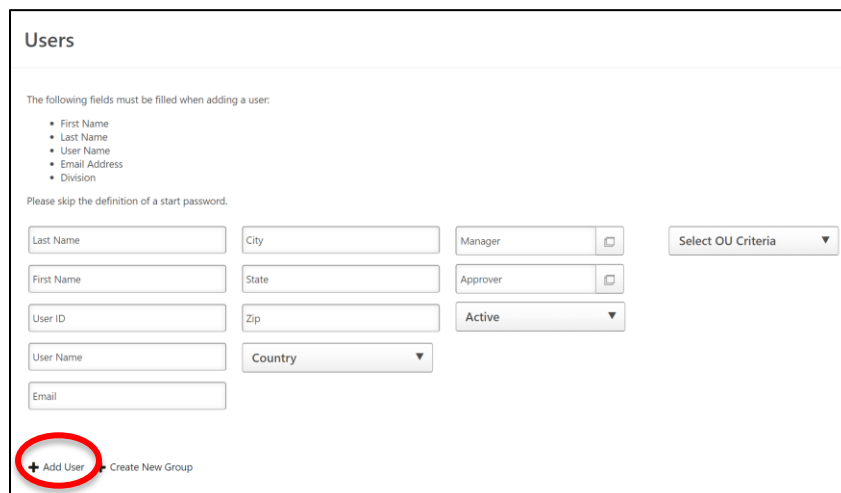 Users
The following fields must be filled when adding a user:
• First Name
• Last Name
• User Name
• Email Address
• Division
Please skip the definition of a start password.
Last Name City Manager Select OU Criteria
First Name State Approver
User ID Zip Active
User Name Country
Email
Add User Create New Group